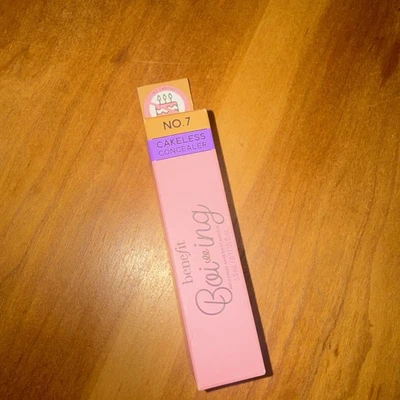 NO.7
CAKELESS
CONCEALER
benefit
Boi-ing